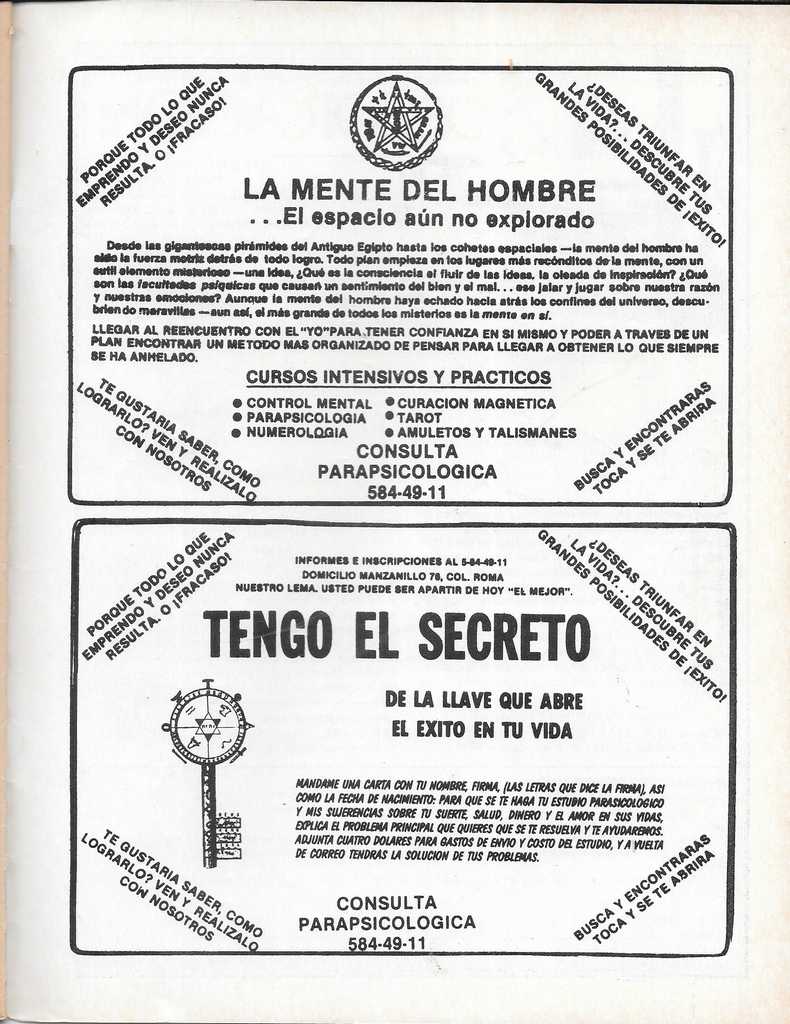 PORQUE TODO LO QUE
EMPRENDO Y DESEO NUNCA
RESULTA. O ¡FRACASO!
¿DESEAS TRIUNFAR EN
LA VIDA?... DESCUBRE TUS
GRANDES POSIBILIDADES DE ¡EXITO!
LA MENTE DEL HOMBRE
...El espacio aún no explorado
Desde las gigantescas pirámides del Antiguo Egipto hasta los cohetes espaciales —la mente del hombre ha
sido la fuerza motriz detrás de todo logro. Todo plan empieza en los lugares más recónditos de la mente, con un
sutil elemento misterioso —una idea, ¿Qué es la consciencia el fluir de las ideas, la oleada de inspiración? ¿Qué
son las facultades psíquicas que causan un sentimiento del bien y el mal... ese jalar y jugar sobre nuestra razón
y nuestras emociones? Aunque la mente del hombre haya echado hacia atrás los confines del universo, descu-
briendo maravillas —aun así, el más grande de todos los misterios es la mente en sí.
LLEGAR AL REENCUENTRO CON EL "YO" PARA TENER CONFIANZA EN SI MISMO Y PODER A TRAVES DE UN
PLAN ENCONTRAR UN METODO MAS ORGANIZADO DE PENSAR PARA LLEGAR A OBTENER LO QUE SIEMPRE
SE HA ANHELADO.
CURSOS INTENSIVOS Y PRACTICOS
● CONTROL MENTAL ● CURACION MAGNETICA
● PARAPSICOLOGIA ● TAROT
● NUMEROLOGIA ● AMULETOS Y TALISMANES
CONSULTA
PARAPSICOLOGICA
584-49-11
TE GUSTARIA SABER, COMO
LOGRARLO? VEN Y REALIZALO
CON NOSOTROS
BUSCA Y ENCONTRARAS
TOCA Y SE TE ABRIRA
PORQUE TODO LO QUE
EMPRENDO Y DESEO NUNCA
RESULTA. O ¡FRACASO!
¿DESEAS TRIUNFAR EN
LA VIDA?... DESCUBRE TUS
GRANDES POSIBILIDADES DE ¡EXITO!
INFORMES E INSCRIPCIONES AL 5-84-49-11
DOMICILIO MANZANILLO 76, COL. ROMA
NUESTRO LEMA. USTED PUEDE SER APARTIR DE HOY "EL MEJOR".
TENGO EL SECRETO
DE LA LLAVE QUE ABRE
EL EXITO EN TU VIDA
MANDAME UNA CARTA CON TU NOMBRE, FIRMA, (LAS LETRAS QUE DICE LA FIRMA), ASI
COMO LA FECHA DE NACIMIENTO: PARA QUE SE TE HAGA TU ESTUDIO PARASICOLOGICO
Y MIS SUJERENCIAS SOBRE TU SUERTE, SALUD, DINERO Y EL AMOR EN SUS VIDAS,
EXPLICA EL PROBLEMA PRINCIPAL QUE QUIERES QUE SE TE RESUELVA Y TE AYUDAREMOS.
ADJUNTA CUATRO DOLARES PARA GASTOS DE ENVIO Y COSTO DEL ESTUDIO, Y A VUELTA
DE CORREO TENDRAS LA SOLUCION DE TUS PROBLEMAS.
TE GUSTARIA SABER, COMO
LOGRARLO? VEN Y REALIZALO
CON NOSOTROS
CONSULTA
PARAPSICOLOGICA
584-49-11
BUSCA Y ENCONTRARAS
TOCA Y SE TE ABRIRA